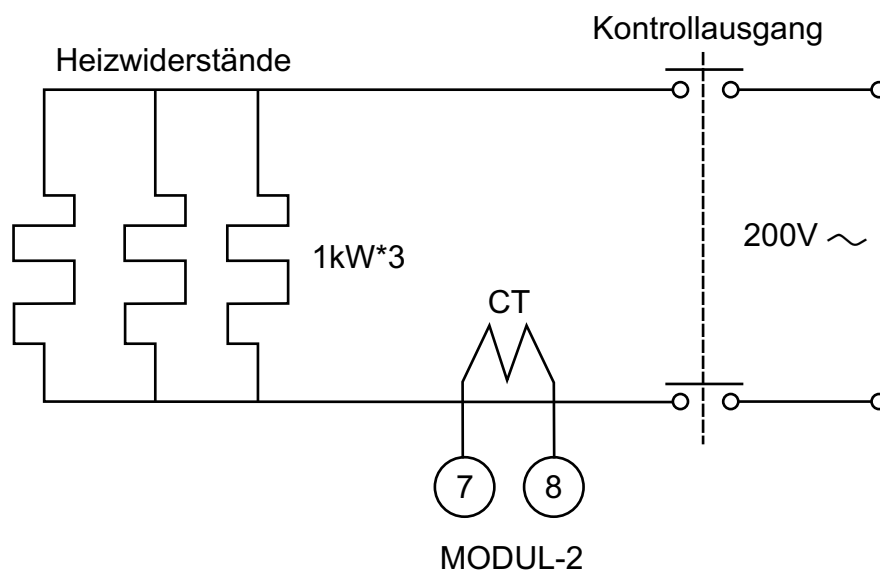 Kontrollausgang
Heizwiderstände
200V ~
1kW*3
CT
7
8
MODUL-2